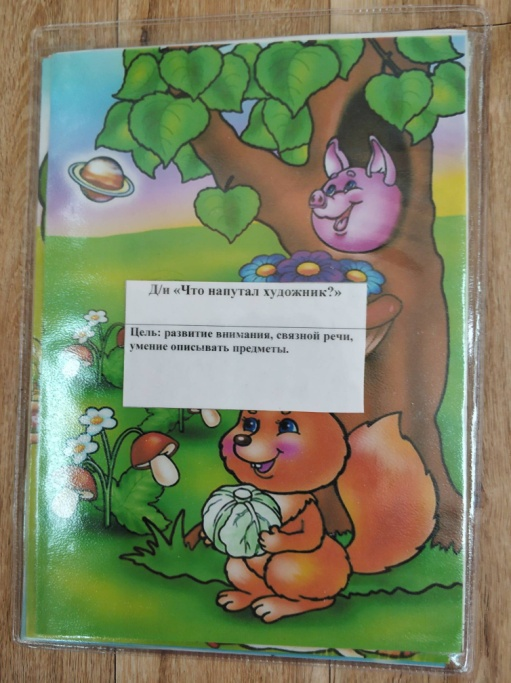 Д/и «Что напутал художник?»
Цель: развитие внимания, связной речи,
умение описывать предметы.